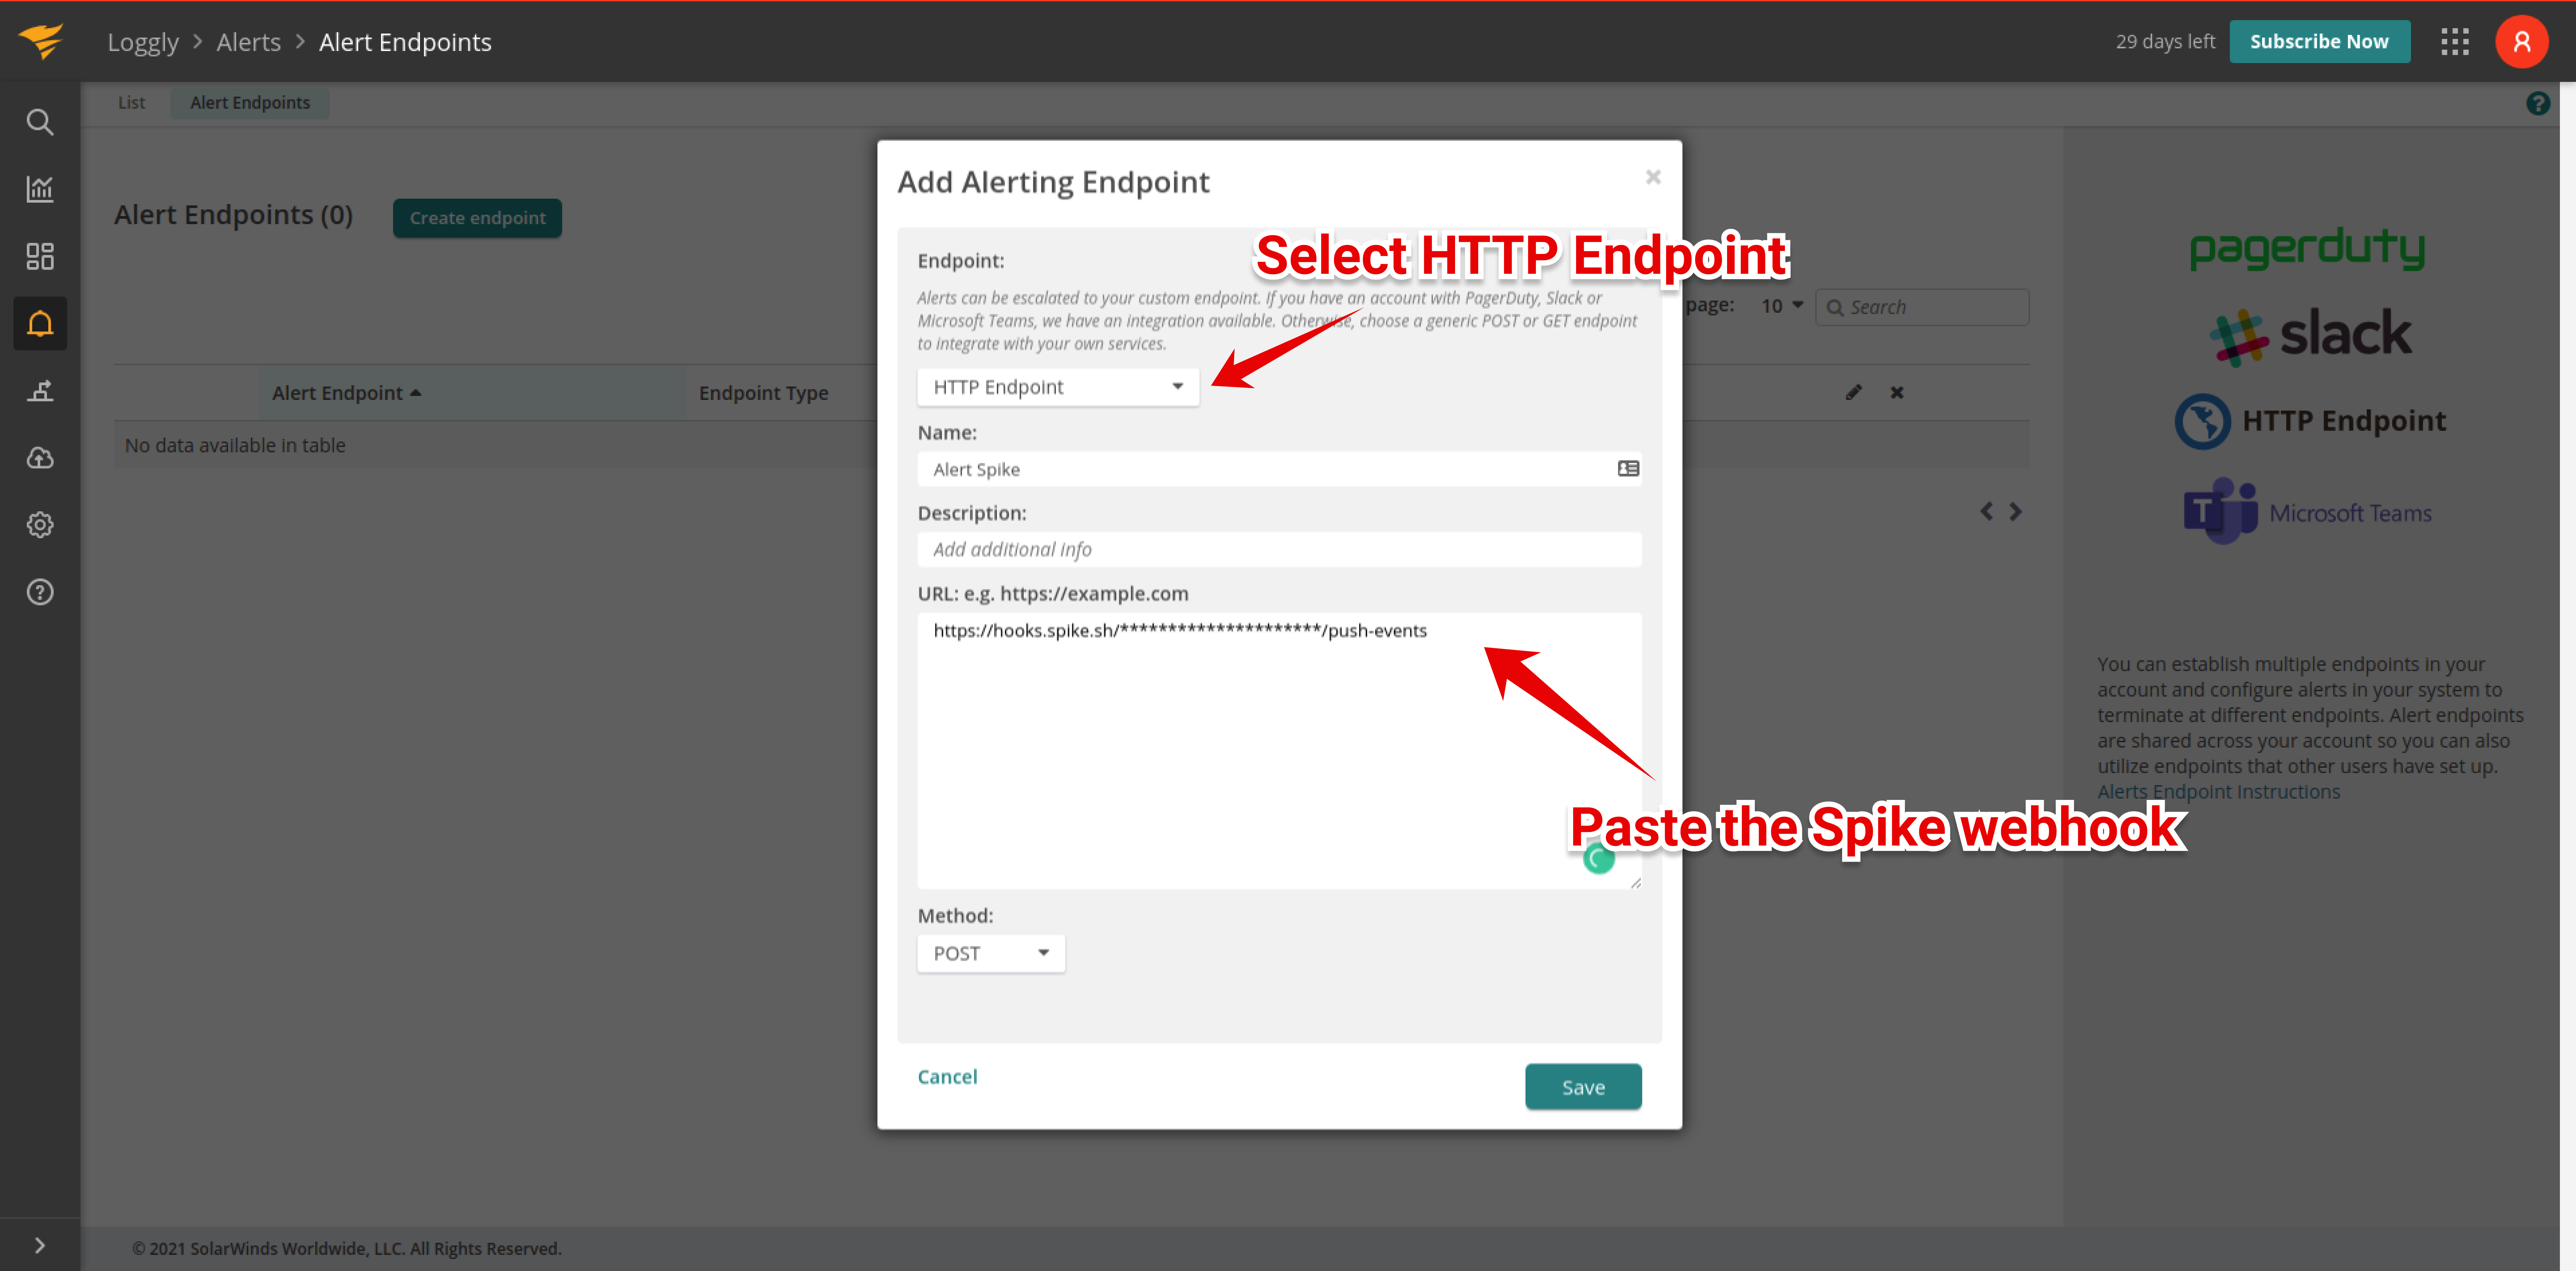 Loggly > Alerts > Alert Endpoints
29 days left
Subscribe Now
List
Alert Endpoints
Alert Endpoints (0)
Create endpoint
page: 10
Search
Alert Endpoint
Endpoint Type
No data available in table
Add Alerting Endpoint
Select HTTP Endpoint
Endpoint:
Alerts can be escalated to your custom endpoint. If you have an account with PagerDuty, Slack or
Microsoft Teams, we have an integration available. Otherwise, choose a generic POST or GET endpoint
to integrate with your own services.
HTTP Endpoint
Name:
Alert Spike
Description:
Add additional info
URL: e.g. https://example.com
https://hooks.spike.sh/*********************/push-events
Paste the Spike webhook
Method:
POST
Cancel
Save
pagerduty
slack
HTTP Endpoint
T Microsoft Teams
You can establish multiple endpoints in your
account and configure alerts in your system to
terminate at different endpoints. Alert endpoints
are shared across your account so you can also
utilize endpoints that other users have set up.
Alerts Endpoint Instructions
© 2021 SolarWinds Worldwide, LLC. All Rights Reserved.